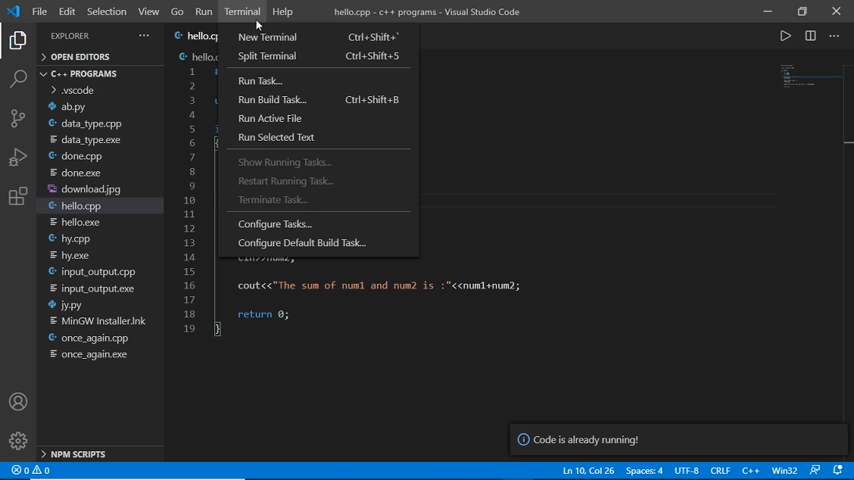 File Edit Selection View Go Run Terminal Help hello.cpp - c++ programs - Visual Studio Code
EXPLORER
OPEN EDITORS
C++ PROGRAMS
.vscode
ab.py
data_type.cpp
data_type.exe
done.cpp
done.exe
download.jpg
hello.cpp
hello.exe
hy.cpp
hy.exe
input_output.cpp
input_output.exe
jy.py
MinGW Installer.lnk
once_again.cpp
once_again.exe
NPM SCRIPTS
New Terminal Ctrl+Shift+`
Split Terminal Ctrl+Shift+5
Run Task...
Run Build Task... Ctrl+Shift+B
Run Active File
Run Selected Text
Show Running Tasks...
Restart Running Task...
Terminate Task...
Configure Tasks...
Configure Default Build Task...
1
2
3
4
5
6 {
7
8
9
10
11
12
13
14 cin>>num2;
15
16 cout<<"The sum of num1 and num2 is :"<<num1+num2;
17
18 return 0;
19 }
Code is already running!
0 0 Ln 10, Col 26 Spaces: 4 UTF-8 CRLF C++ Win32